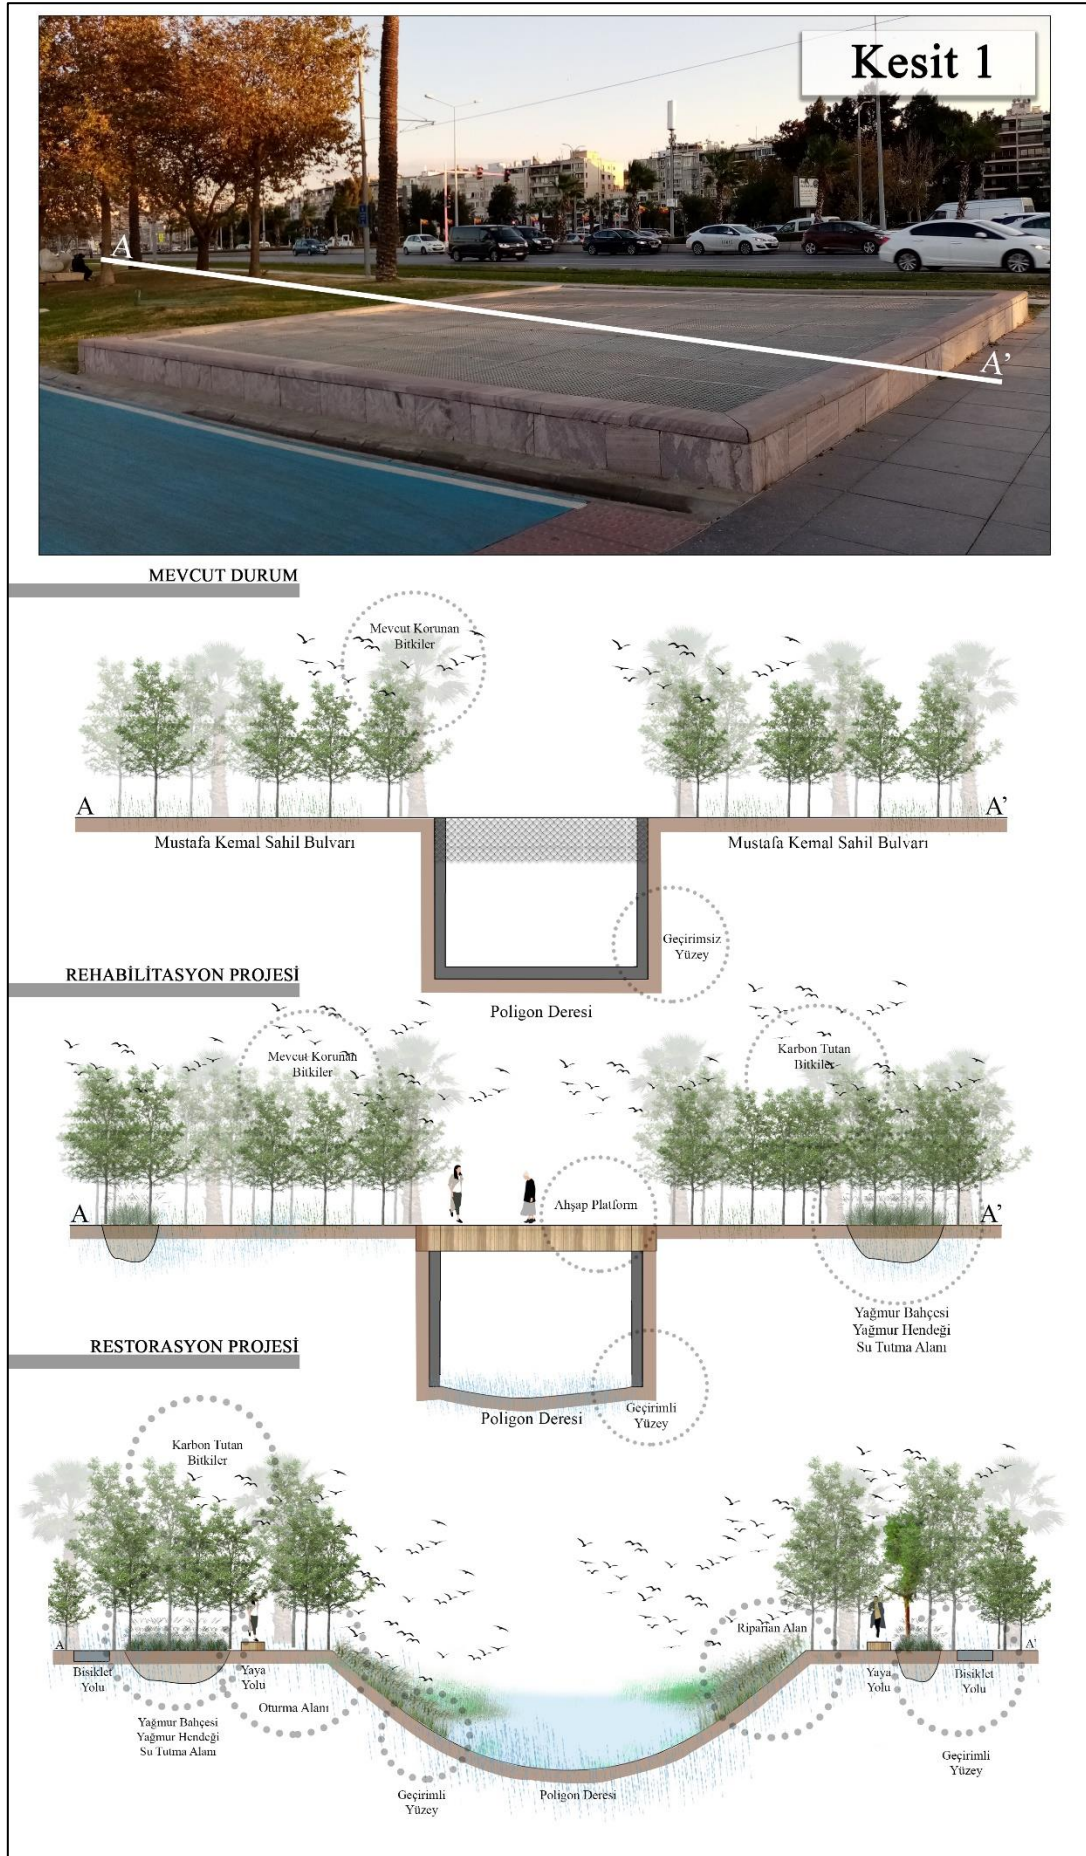 Kesit 1
A
A’
MEVCUT DURUM
Mevcut Korunan
Bitkiler
A
A’
Mustafa Kemal Sahil Bulvarı
Mustafa Kemal Sahil Bulvarı
Geçirimsiz
Yüzey
Poligon Deresi
REHABİLİTASYON PROJESİ
Mevcut Korunan
Bitkiler
Karbon Tutan
Bitkiler
Ahşap Platform
A
A’
Yağmur Bahçesi
Yağmur Hendeği
Su Tutma Alanı
Geçirimli
Yüzey
Poligon Deresi
RESTORASYON PROJESİ
Karbon Tutan
Bitkiler
Riparian Alan
A
A’
Bisiklet
Yolu
Yaya
Yolu
Yaya
Yolu
Bisiklet
Yolu
Oturma Alanı
Yağmur Bahçesi
Yağmur Hendeği
Su Tutma Alanı
Geçirimli
Yüzey
Poligon Deresi
Geçirimli
Yüzey